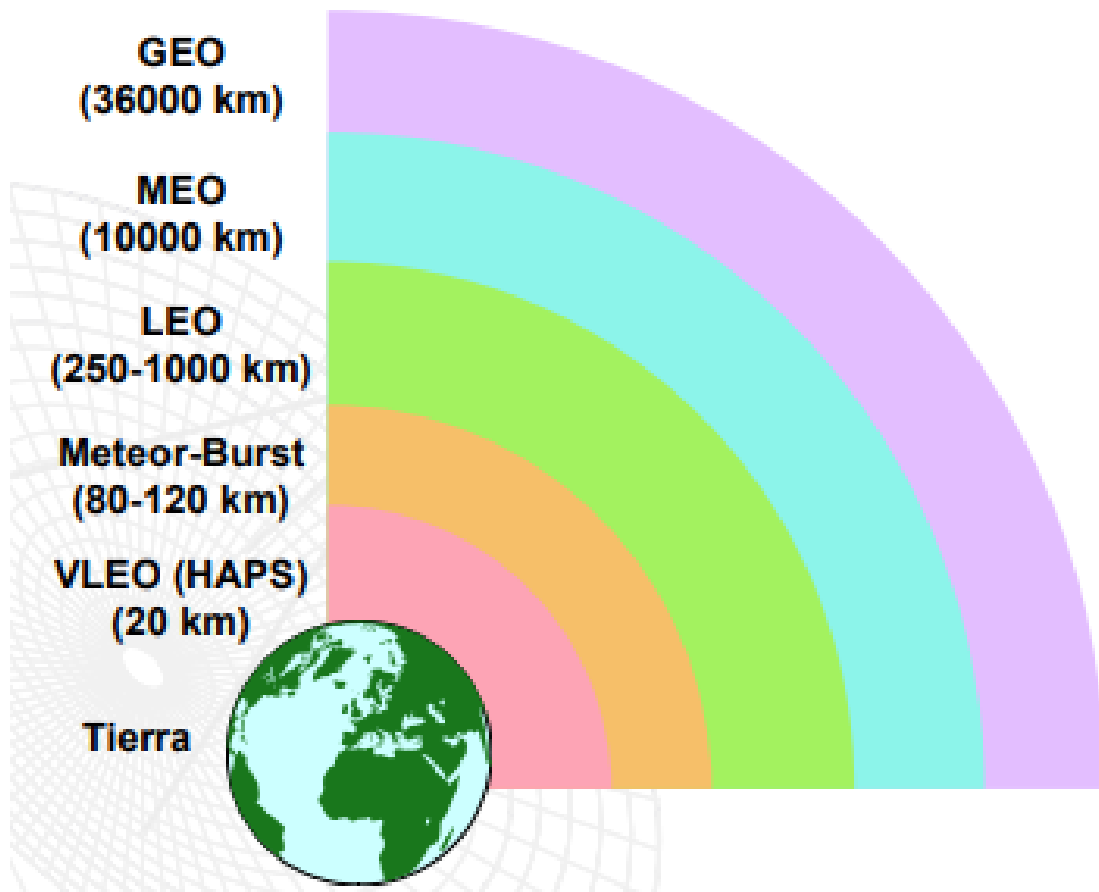 GEO
(36000 km)
MEO
(10000 km)
LEO
(250-1000 km)
Meteor-Burst
(80-120 km)
VLEO (HAPS)
(20 km)
Tierra